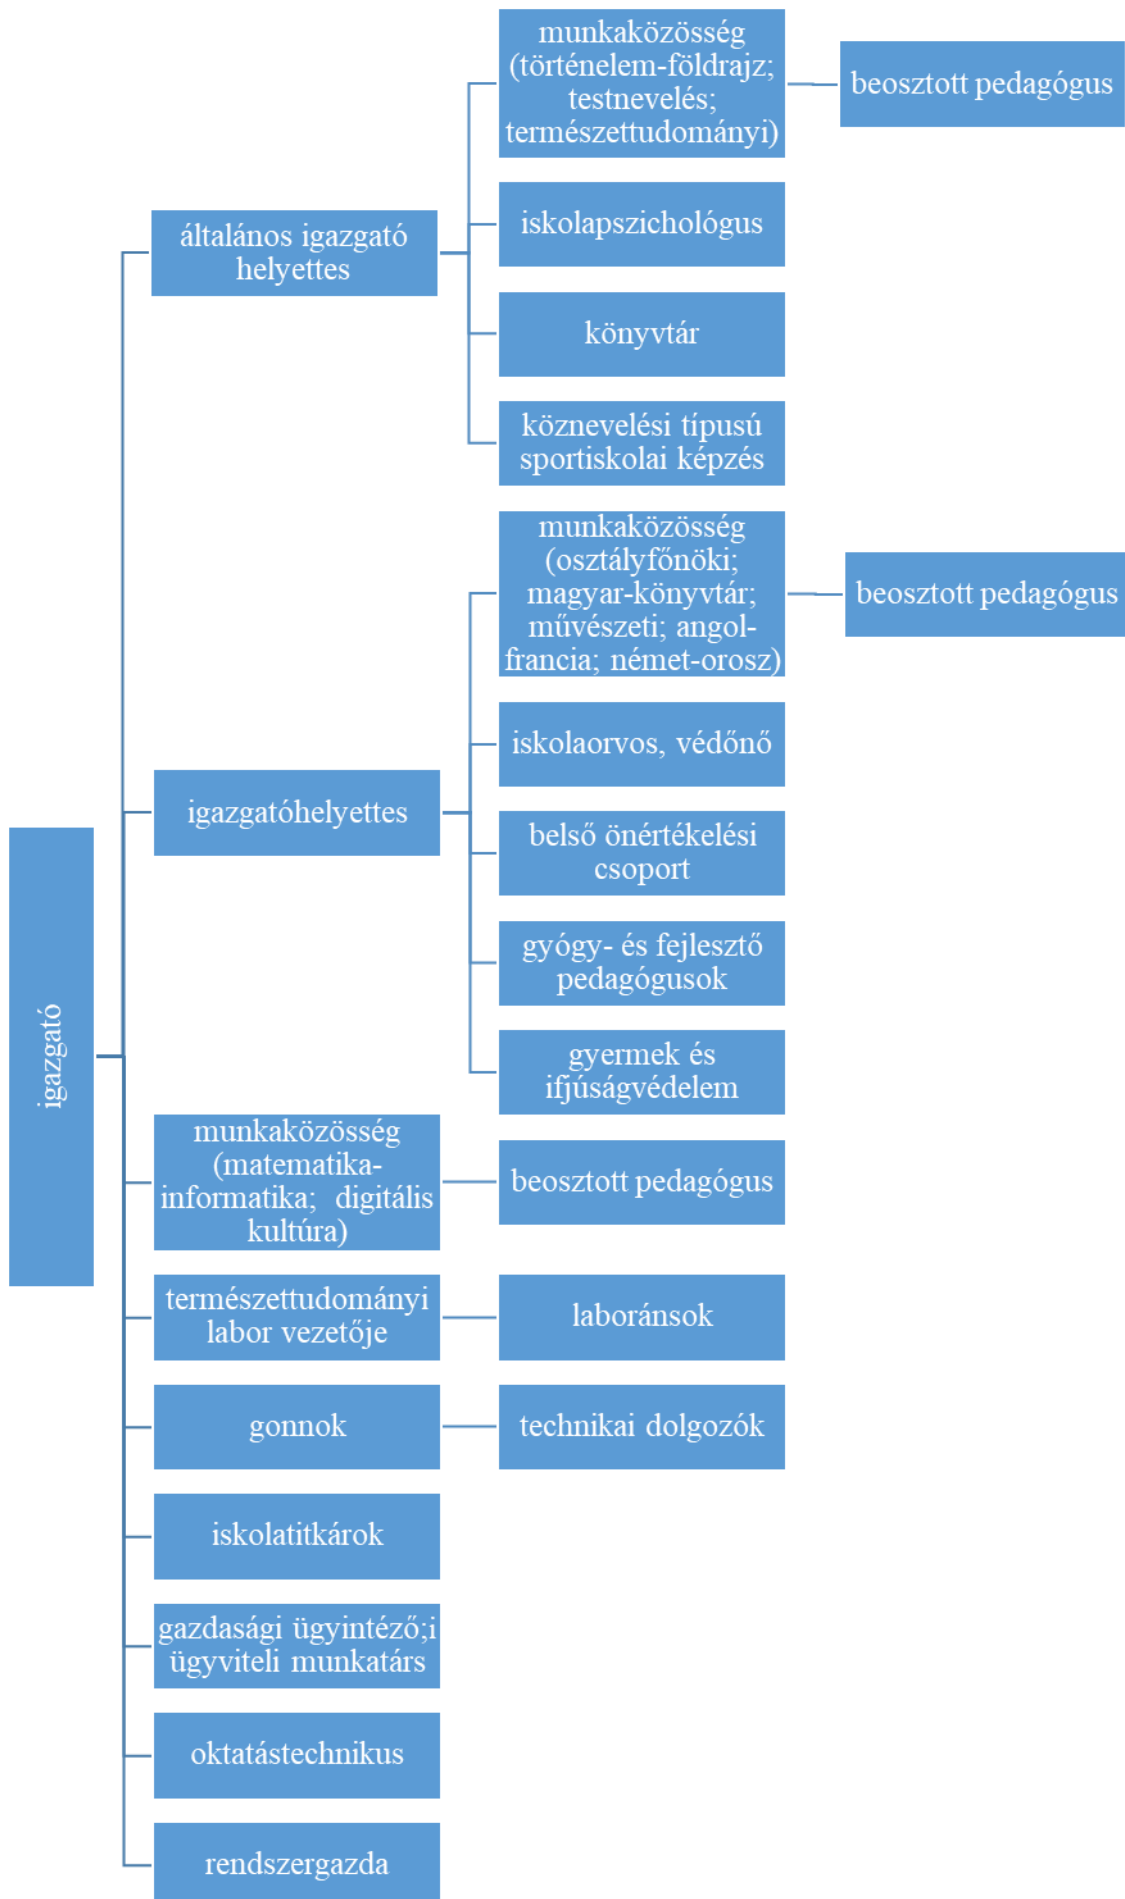 igazgató
általános igazgató
helyettes
munkaközösség
(történelem-földrajz;
testnevelés;
természettudományi)
beosztott pedagógus
iskolapszichológus
könyvtár
köznevelési típusú
sportiskolai képzés
igazgatóhelyettes
munkaközösség
(osztályfőnöki;
magyar-könyvtár;
művészeti; angol-
francia; német-orosz)
beosztott pedagógus
iskolaorvos, védőnő
belső önértékelési
csoport
gyógy- és fejlesztő
pedagógusok
gyermek és
ifjúságvédelem
munkaközösség
(matematika-
informatika;  digitális
kultúra)
beosztott pedagógus
természettudományi
labor vezetője
laboránsok
gonnok
technikai dolgozók
iskolatitkárok
gazdasági ügyintéző;i
ügyviteli munkatárs
oktatástechnikus
rendszergazda